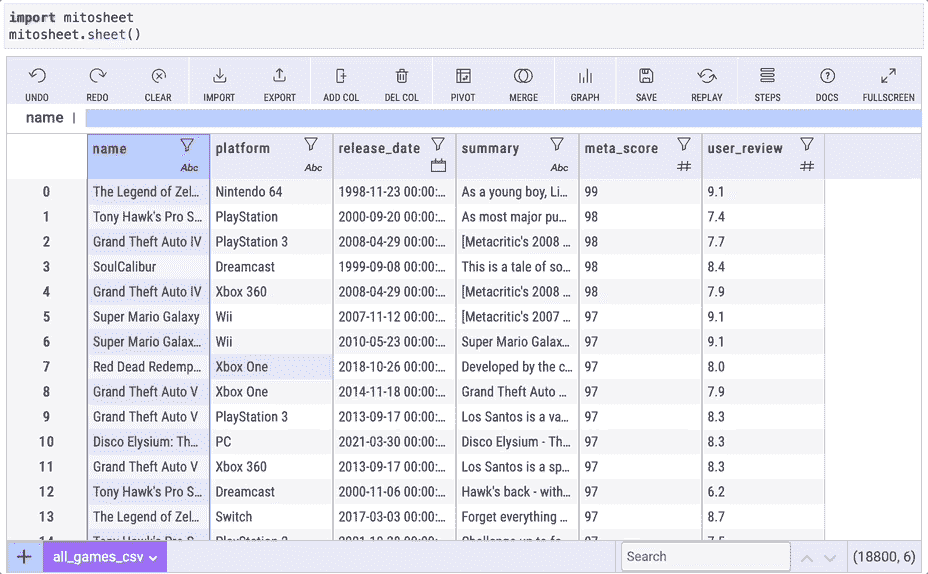 import mitosheet
mitosheet.sheet()
UNDO REDO CLEAR IMPORT EXPORT ADD COL DEL COL PIVOT MERGE GRAPH SAVE REPLAY STEPS DOCS FULLSCREEN
name
name platform release_date summary meta_score user_review
Abc Abc Abc # #
0 The Legend of Zel... Nintendo 64 1998-11-23 00:00:... As a young boy, Li... 99 9.1
1 Tony Hawk's Pro S... PlayStation 2000-09-20 00:00:... As most major pu... 98 7.4
2 Grand Theft Auto IV PlayStation 3 2008-04-29 00:00:... [Metacritic's 2008 ... 98 7.7
3 SoulCalibur Dreamcast 1999-09-08 00:00:... This is a tale of so... 98 8.4
4 Grand Theft Auto IV Xbox 360 2008-04-29 00:00:... [Metacritic's 2008 ... 98 7.9
5 Super Mario Galaxy Wii 2007-11-12 00:00:... [Metacritic's 2007 ... 97 9.1
6 Super Mario Galax... Wii 2010-05-23 00:00:... Super Mario Galax... 97 9.1
7 Red Dead Redemp... Xbox One 2018-10-26 00:00:... Developed by the c... 97 8.0
8 Grand Theft Auto V Xbox One 2014-11-18 00:00:... Grand Theft Auto ... 97 7.9
9 Grand Theft Auto V PlayStation 3 2013-09-17 00:00:... Los Santos is a va... 97 8.3
10 Disco Elysium: Th... PC 2021-03-30 00:00:... Disco Elysium - Th... 97 8.3
11 Grand Theft Auto V Xbox 360 2013-09-17 00:00:... Los Santos is a sp... 97 8.3
12 Tony Hawk's Pro S... Dreamcast 2000-11-06 00:00:... Hawk's back - with... 97 6.2
13 The Legend of Zel... Switch 2017-03-03 00:00:... Forget everything ... 97 8.7
+ all_games_csv Search (18800, 6)